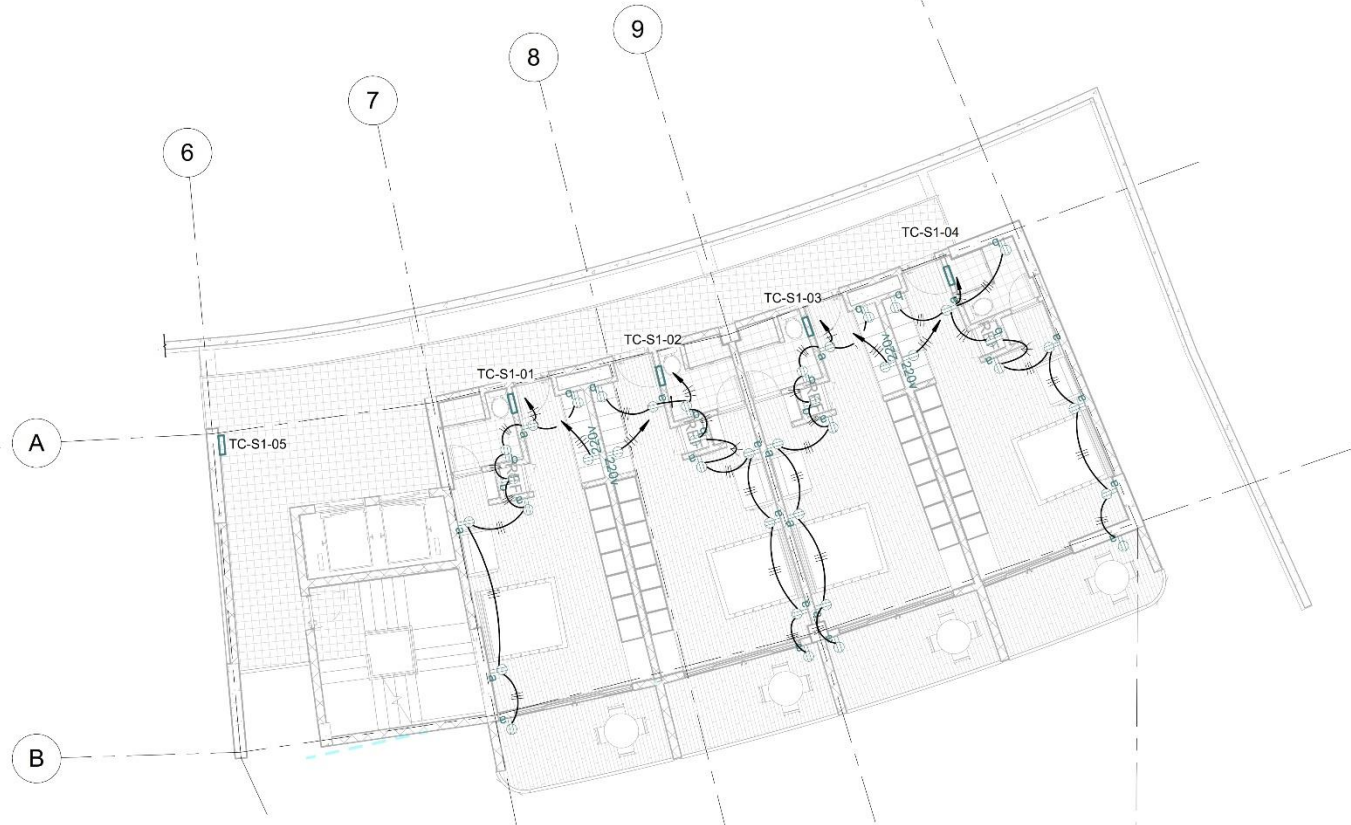 9
8
7
6
TC-S1-04
TC-S1-03
TC-S1-02
TC-S1-01
A
TC-S1-05
220v
220v
220v
220v
REF
REF
REF
REF
B